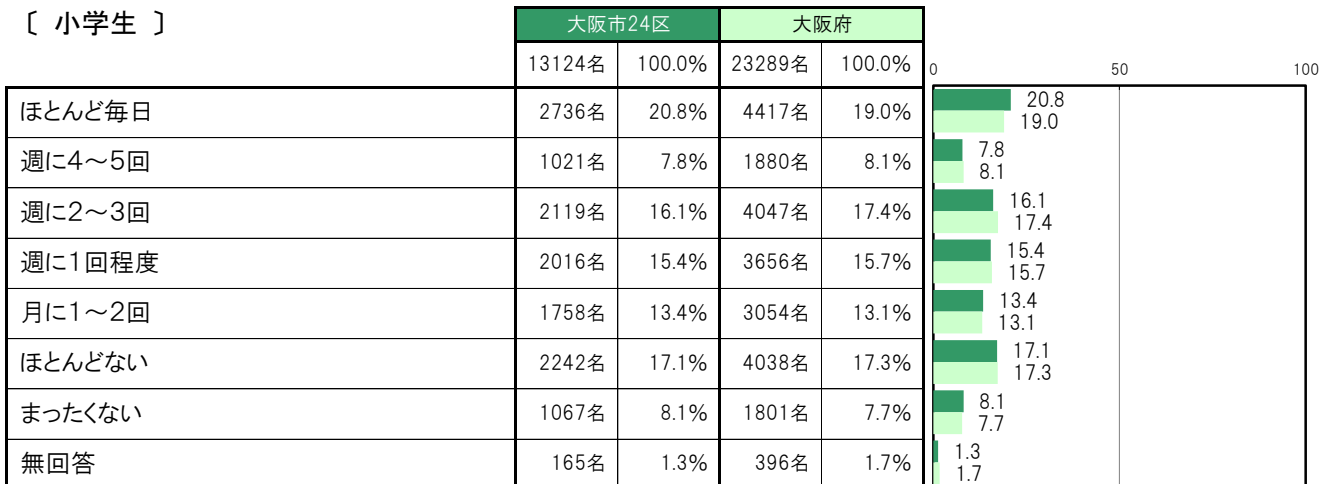 〔 小学生 〕
大阪市24区 大阪府
13124名 100.0% 23289名 100.0%
0 50 100
ほとんど毎日 2736名 20.8% 4417名 19.0% 20.8
19.0
週に4~5回 1021名 7.8% 1880名 8.1% 7.8
8.1
週に2~3回 2119名 16.1% 4047名 17.4% 16.1
17.4
週に1回程度 2016名 15.4% 3656名 15.7% 15.4
15.7
月に1~2回 1758名 13.4% 3054名 13.1% 13.4
13.1
ほとんどない 2242名 17.1% 4038名 17.3% 17.1
17.3
まったくない 1067名 8.1% 1801名 7.7% 8.1
7.7
無回答 165名 1.3% 396名 1.7% 1.3
1.7